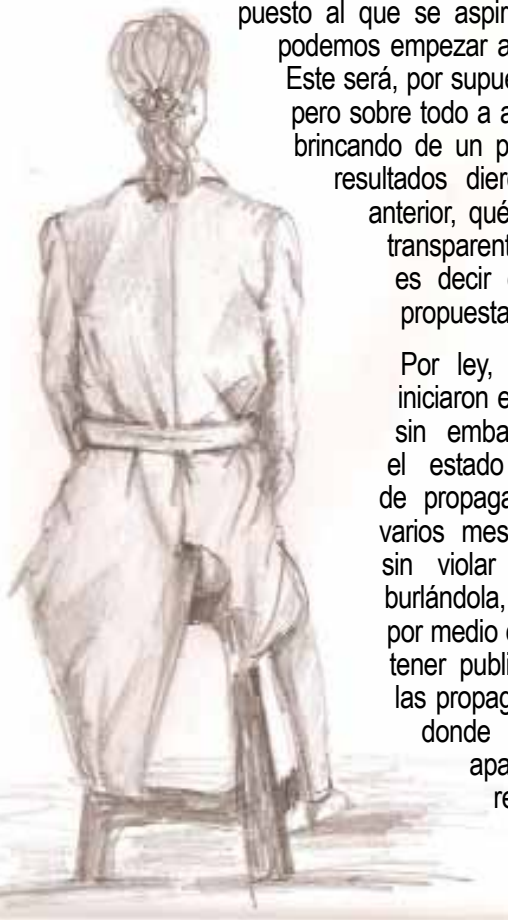 puesto al que se aspir
podemos empezar a
Este será, por supue
pero sobre todo a a
brincando de un p
resultados dier
anterior, qué
transparent
es decir
propuesta
Por ley,
iniciaron e
sin emba
el estado
de propaga
varios mes
sin violar
burlándola,
por medio
tener publi
las propag
donde
apa
re